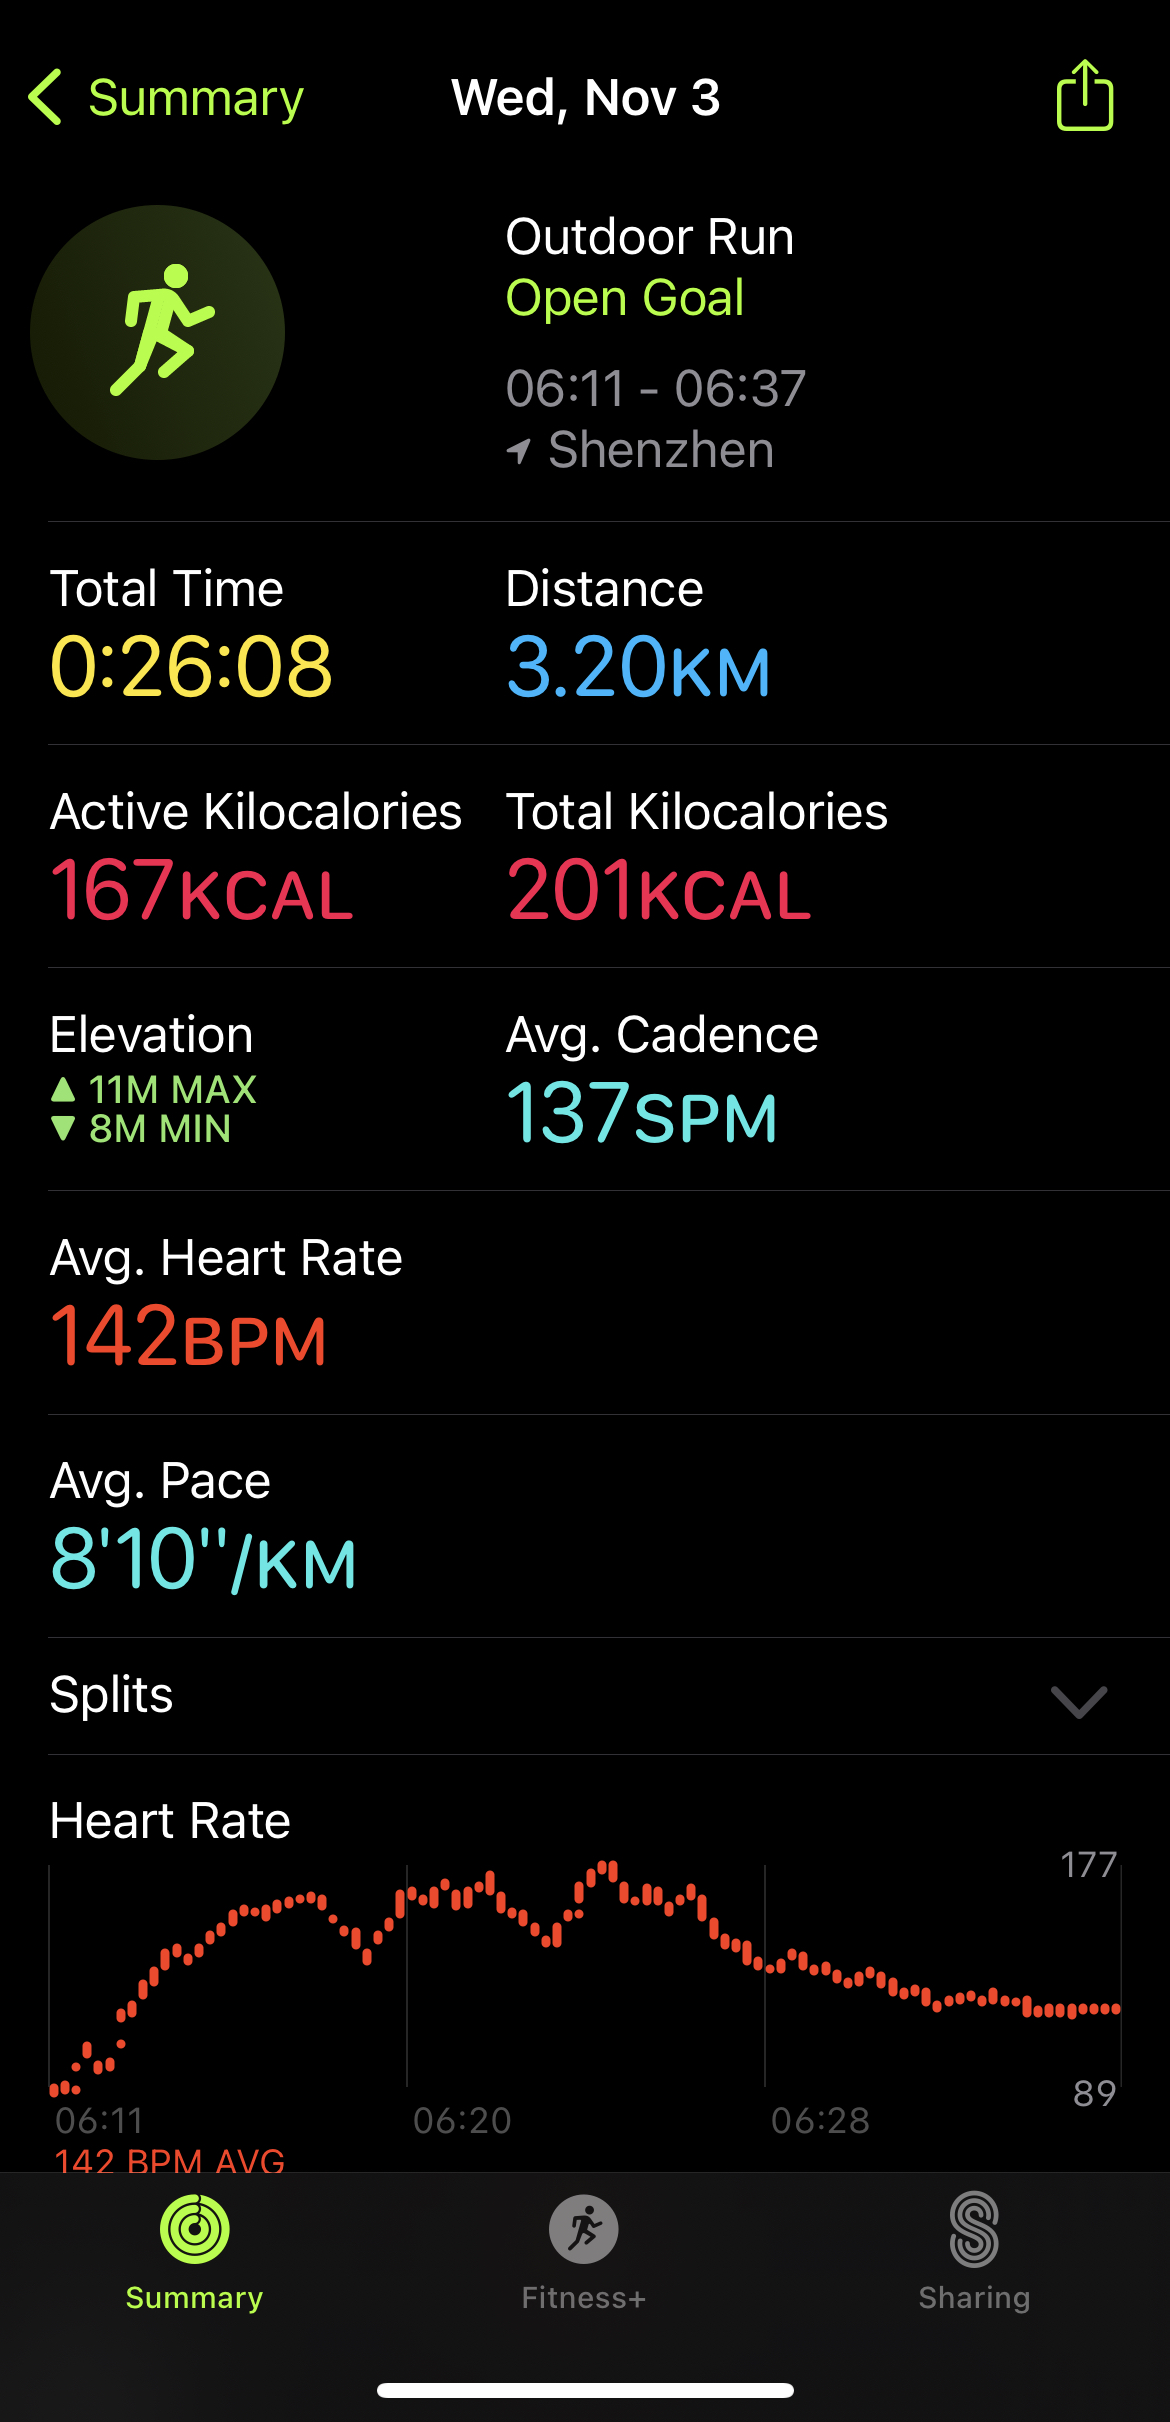 Summary
Wed, Nov 3
Outdoor Run
Open Goal
06:11 - 06:37
Shenzhen
Total Time
0:26:08
Distance
3.20KM
Active Kilocalories
167KCAL
Total Kilocalories
201KCAL
Elevation
11M MAX
8M MIN
Avg. Cadence
137SPM
Avg. Heart Rate
142BPM
Avg. Pace
8'10''/KM
Splits
Heart Rate
177
89
06:11
06:20
06:28
142 BPM AVG
Summary
Fitness+
Sharing